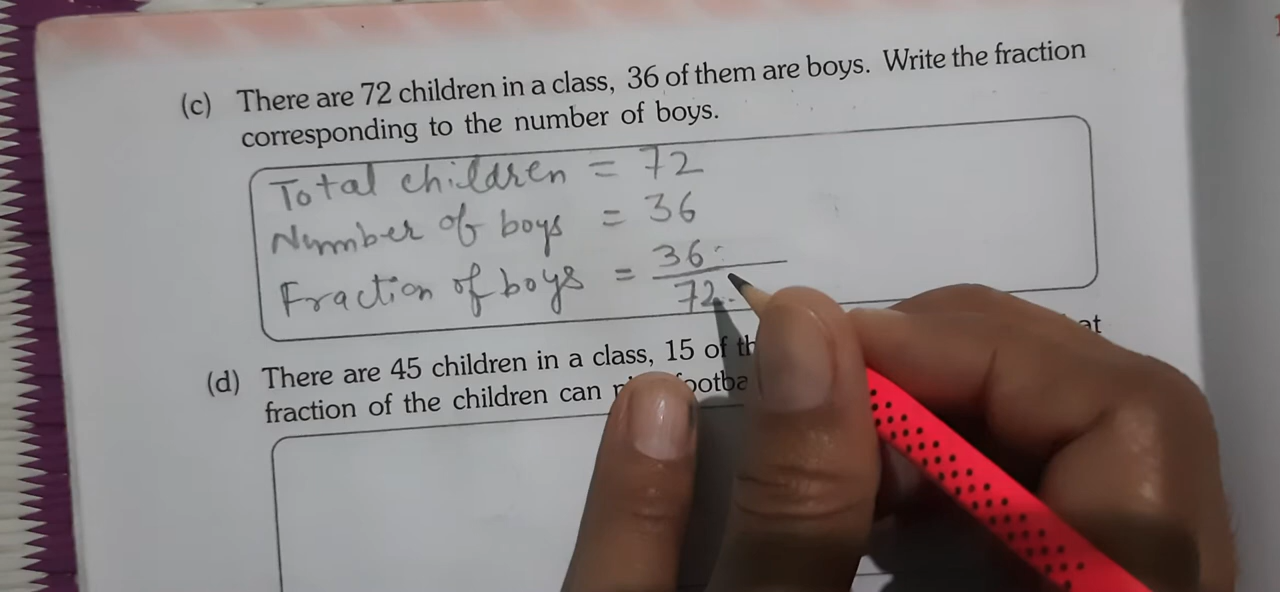 (c) There are 72 children in a class, 36 of them are boys. Write the fraction
corresponding to the number of boys.
Total children = 72
Number of boys = 36
Fraction of boys = 36 ÷
72 ÷
(d) There are 45 children in a class, 15 of
fraction of the children can